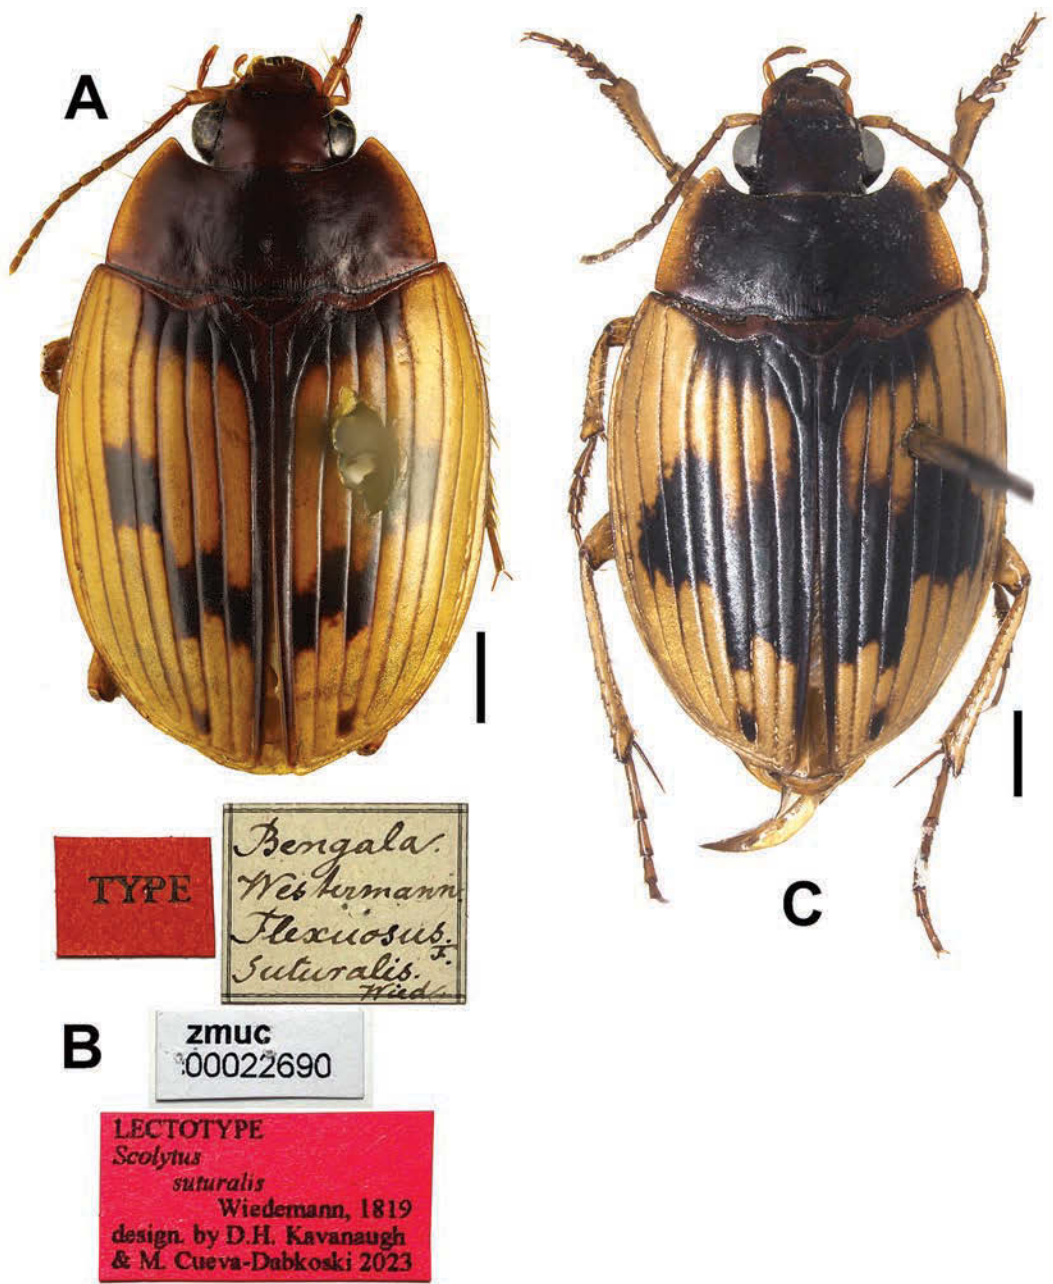 A
C
TYPE
Bengala.
Westermann.
Flexuosus. F.
Suturalis.
Wied.
B
zmuc
00022690
LECTOTYPE
Scolytus
suturalis
Wiedemann, 1819
design. by D.H. Kavanaugh
& M. Cueva-Dabkoski 2023